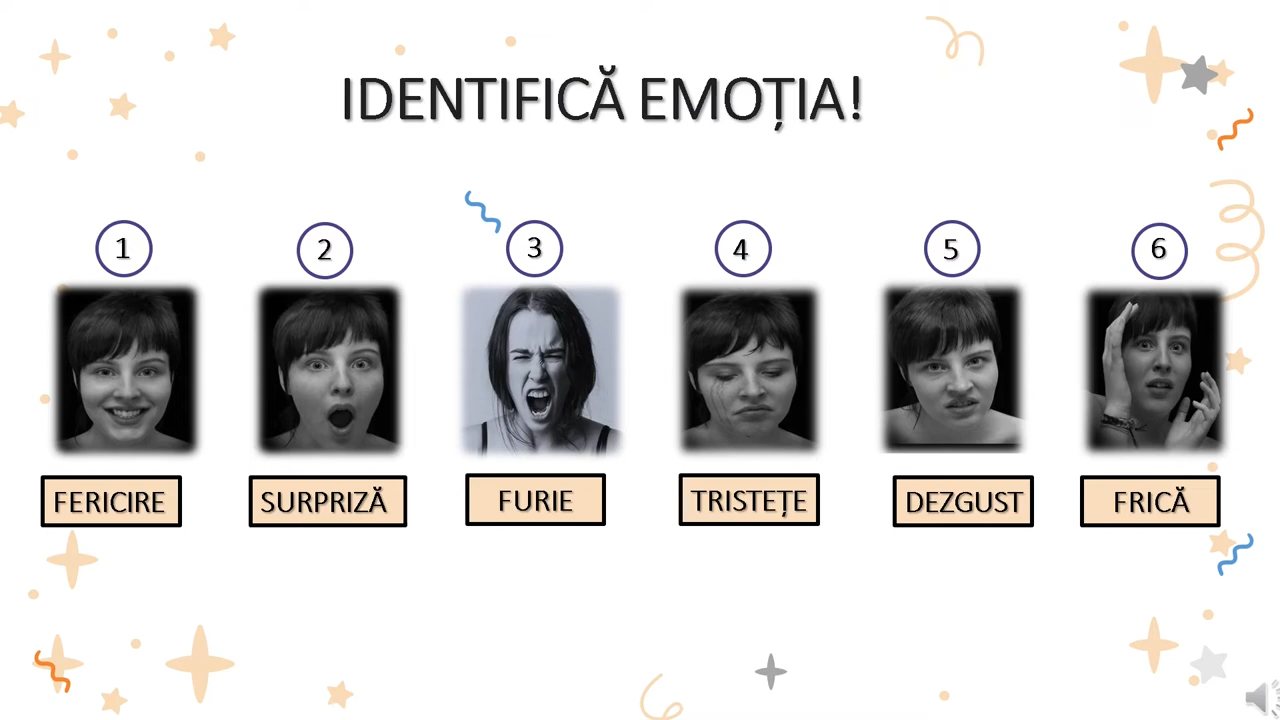 IDENTIFICĂ EMOȚIA!
1 2 3 4 5 6
FERICIRE SURPRIZĂ FURIE TRISTEȚE DEZGUST FRICĂ